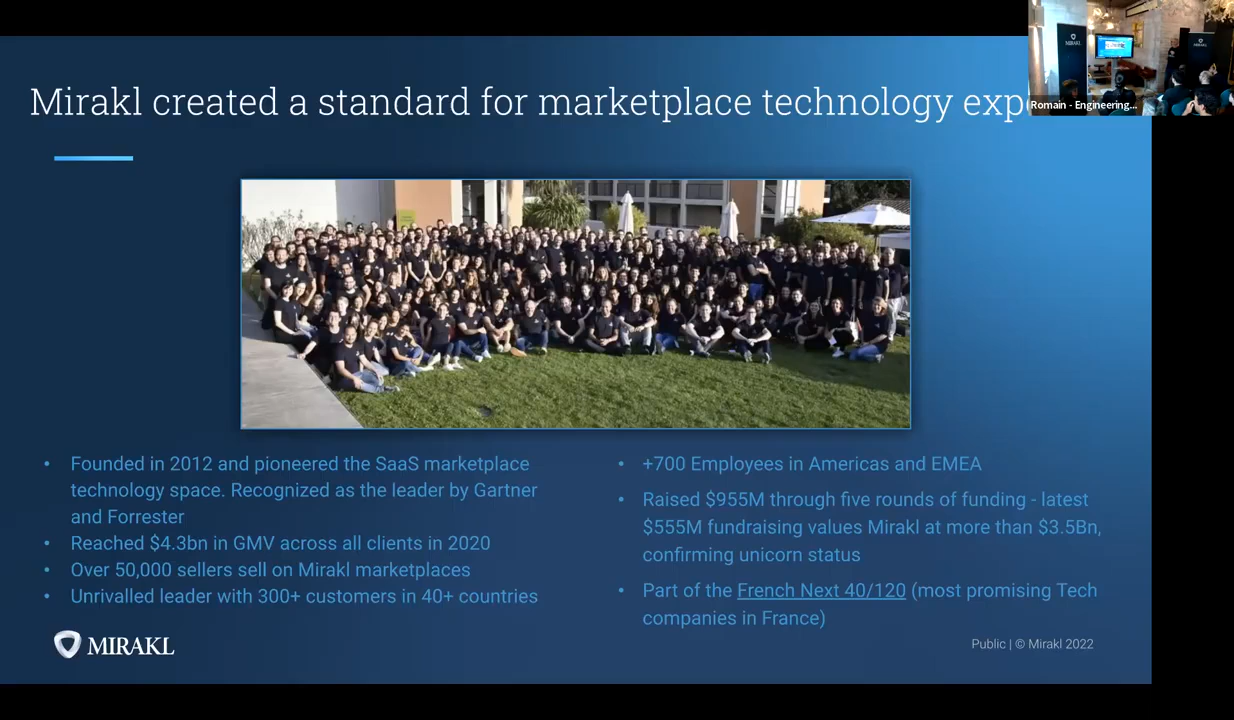 Mirakl created a standard for marketplace technology
Romain - Engineering...
Founded in 2012 and pioneered the SaaS marketplace
technology space. Recognized as the leader by Gartner
and Forrester
Reached $4.3bn in GMV across all clients in 2020
Over 50,000 sellers sell on Mirakl marketplaces
Unrivalled leader with 300+ customers in 40+ countries
+700 Employees in Americas and EMEA
Raised $955M through five rounds of funding - latest
$555M fundraising values Mirakl at more than $3.5Bn,
confirming unicorn status
Part of the French Next 40/120 (most promising Tech
companies in France)
MIRAKL
Public | © Mirakl 2022